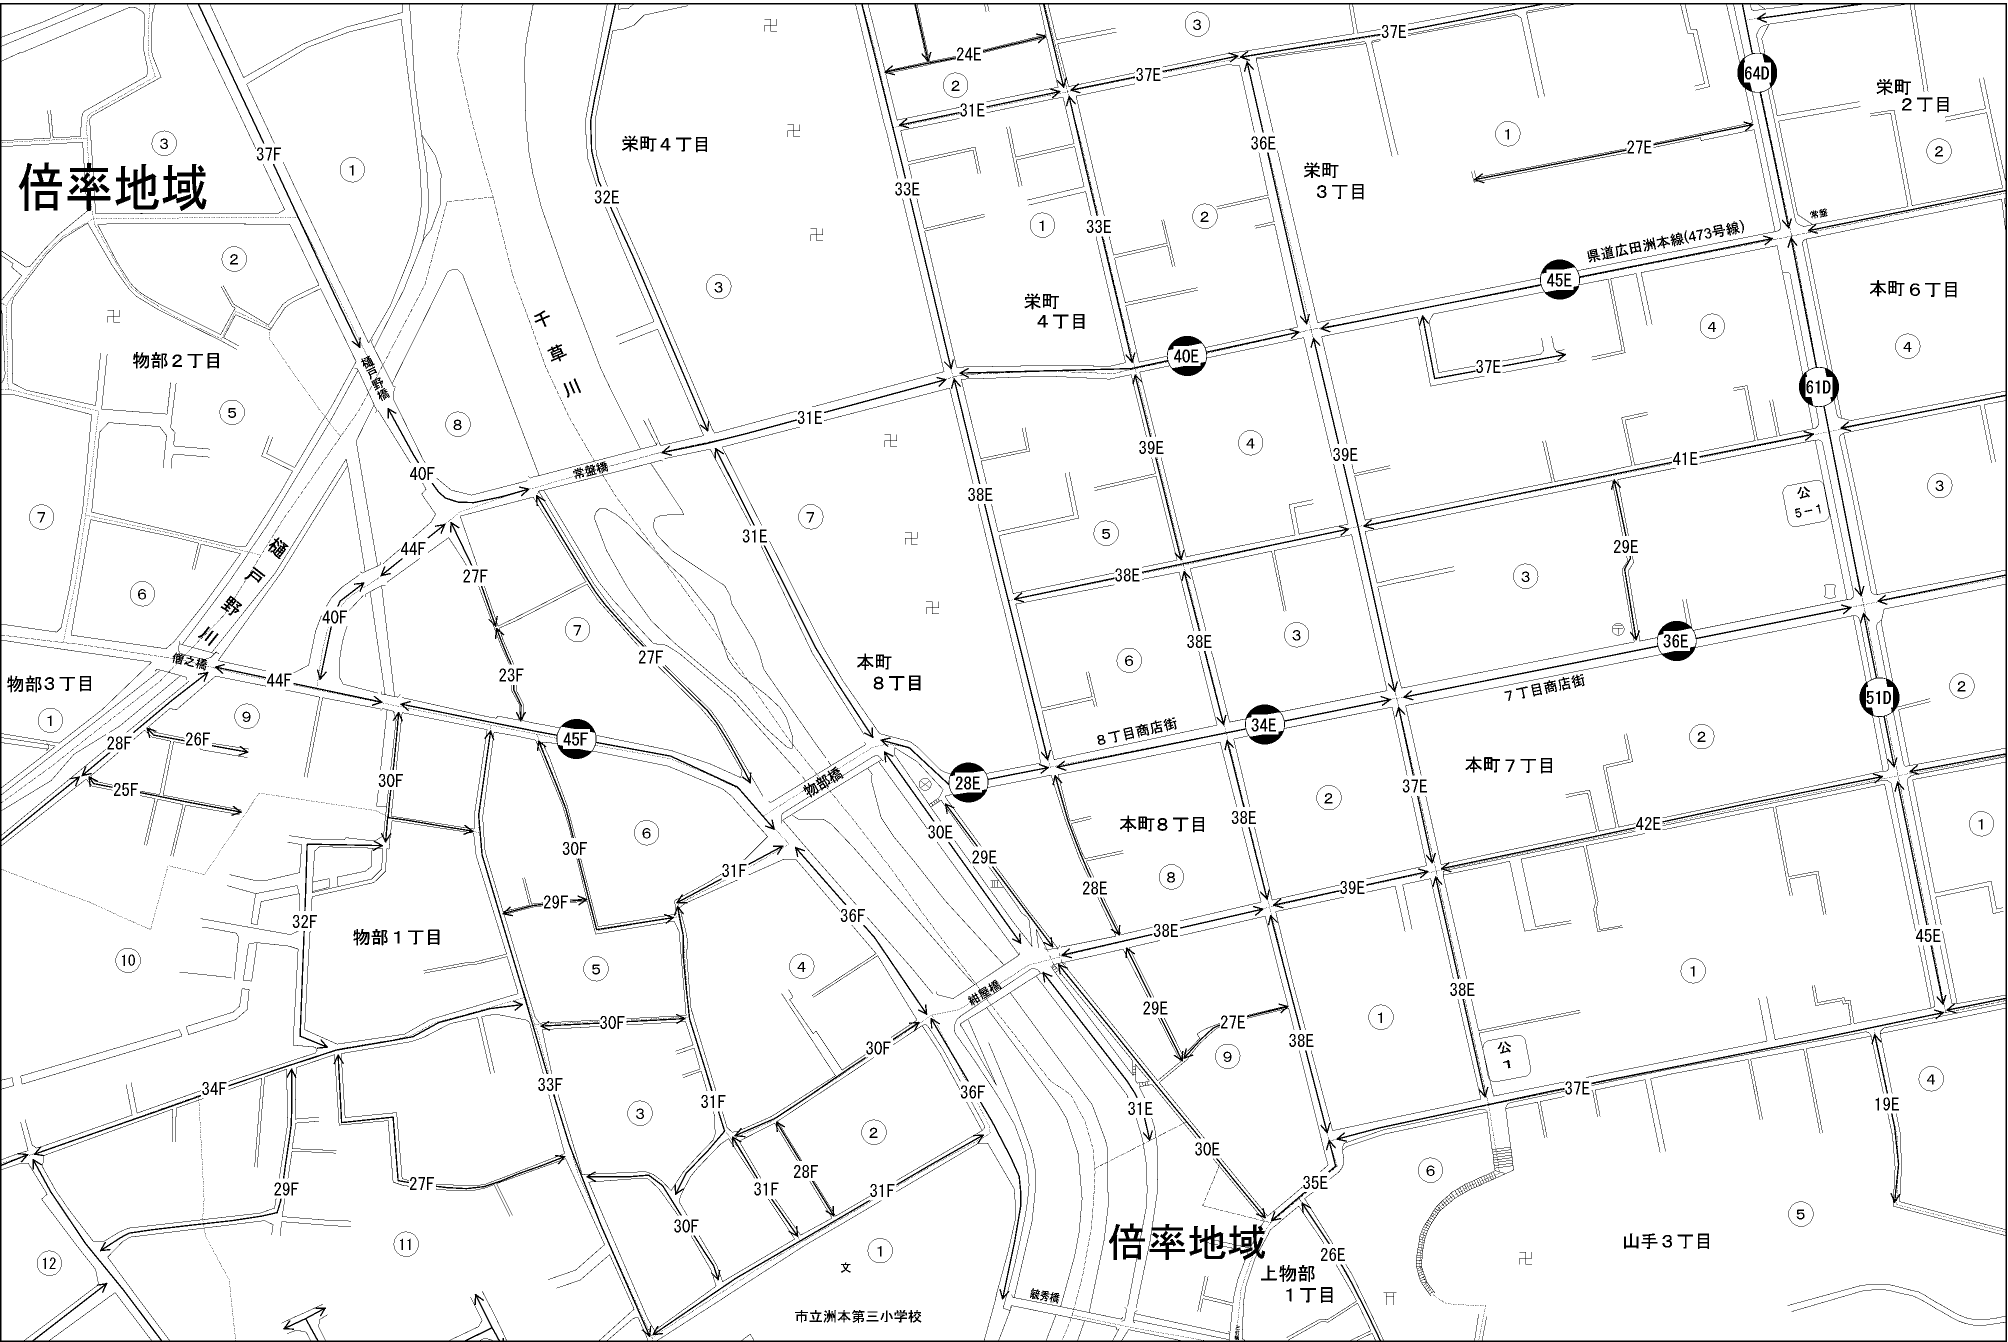 3
37E
24E
64D
37E
2
栄町
２丁目
31E
栄町４丁目
36E
1
3
37F
1
27E
2
倍率地域
栄町
３丁目
33E
32E
2
常盤
1
33E
県道広田洲本線(473号線)
2
45E
3
本町６丁目
栄町
４丁目
千草川
4
4
物部２丁目
40E
樋戸野橋
37E
61D
5
31E
8
4
39E
39E
41E
常盤橋
40F
38E
3
公
5-1
7
7
5
31E
44F
29E
樋戸野川
27F
38E
3
6
40F
7
3
38E
36E
27F
6
本町
８丁目
僧之橋
23F
44F
物部３丁目
７丁目商店街
2
51D
1
9
８丁目商店街
34E
28F
26F
45F
2
本町７丁目
30F
物部橋
28E
37E
25F
2
本町８丁目
38E
42E
1
6
30E
30F
29E
31F
8
28E
39E
29F
36F
32F
38E
45E
物部１丁目
10
5
4
1
紺屋橋
38E
29E
1
30F
27E
38E
30F
9
公
1
33F
34F
36F
37E
4
31F
3
31E
19E
2
30E
28F
6
29F
27F
31F
31F
35E
30F
5
倍率地域
山手３丁目
11
1
26E
12
文
上物部
１丁目
競秀橋
市立洲本第三小学校